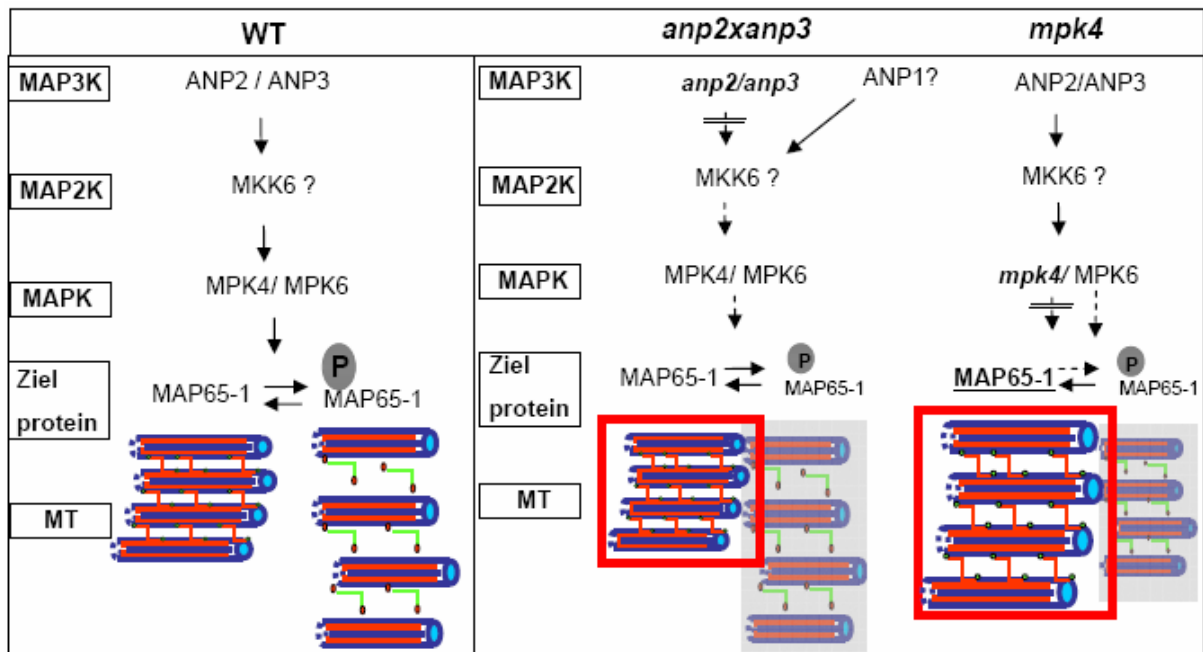 WT
anp2xanp3
mpk4
MAP3K
ANP2 / ANP3
MAP3K
anp2/anp3
ANP1?
ANP2/ANP3
MAP2K
MKK6 ?
MAP2K
MKK6 ?
MKK6 ?
MAPK
MPK4/ MPK6
MAPK
MPK4/ MPK6
mpk4/ MPK6
Ziel
protein
MAP65-1
P
MAP65-1
Ziel
protein
MAP65-1
P
MAP65-1
MAP65-1
P
MAP65-1
MT
MT